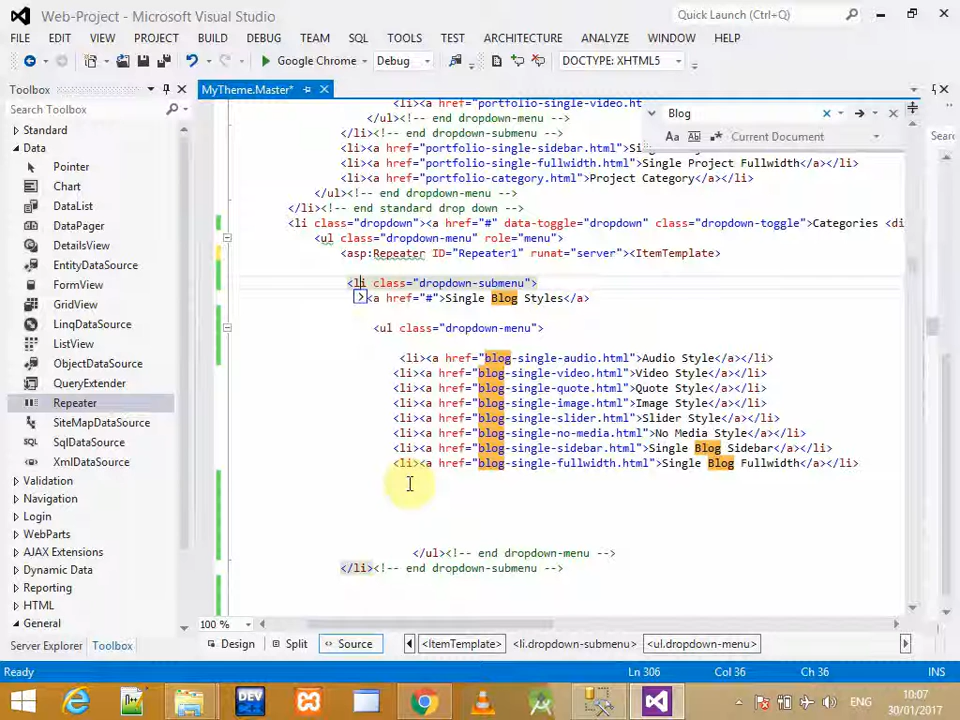 Web-Project - Microsoft Visual Studio
Quick Launch (Ctrl+Q)
FILE EDIT VIEW PROJECT BUILD DEBUG TEAM SQL TOOLS TEST ARCHITECTURE ANALYZE WINDOW HELP
Google Chrome Debug DOCTYPE: XHTML5
Toolbox
MyTheme.Master*
Search Toolbox
Standard
Data
Pointer
Chart
DataList
DataPager
DetailsView
EntityDataSource
FormView
GridView
LinqDataSource
ListView
ObjectDataSource
QueryExtender
Repeater
SiteMapDataSource
SqlDataSource
XmlDataSource
Validation
Navigation
Login
WebParts
AJAX Extensions
Dynamic Data
Reporting
HTML
General
Server Explorer Toolbox
Blog
Aa Ab Current Document
Sear
<li><a href="portfolio-single-video.ht
</ul><!-- end dropdown-menu -->
</li><!-- end dropdown-submenu -->
<li><a href="portfolio-single-sidebar.html">Sin
<li><a href="portfolio-single-fullwidth.html">Single Project Fullwidth</a></li>
<li><a href="portfolio-category.html">Project Category</a></li>
</ul><!-- end dropdown-menu -->
</li><!-- end standard drop down -->
<li class="dropdown"><a href="#" data-toggle="dropdown" class="dropdown-toggle">Categories <di
<ul class="dropdown-menu" role="menu">
<asp:Repeater ID="Repeater1" runat="server"><ItemTemplate>
<li class="dropdown-submenu">
<a href="#">Single Blog Styles</a>
<ul class="dropdown-menu">
<li><a href="blog-single-audio.html">Audio Style</a></li>
<li><a href="blog-single-video.html">Video Style</a></li>
<li><a href="blog-single-quote.html">Quote Style</a></li>
<li><a href="blog-single-image.html">Image Style</a></li>
<li><a href="blog-single-slider.html">Slider Style</a></li>
<li><a href="blog-single-no-media.html">No Media Style</a></li>
<li><a href="blog-single-sidebar.html">Single Blog Sidebar</a></li>
<li><a href="blog-single-fullwidth.html">Single Blog Fullwidth</a></li>
</ul><!-- end dropdown-menu -->
</li><!-- end dropdown-submenu -->
100 %
Design Split Source <ItemTemplate> <li.dropdown-submenu> <ul.dropdown-menu>
Ready Ln 306 Col 36 Ch 36 INS
DEV
ENG
10:07
30/01/2017